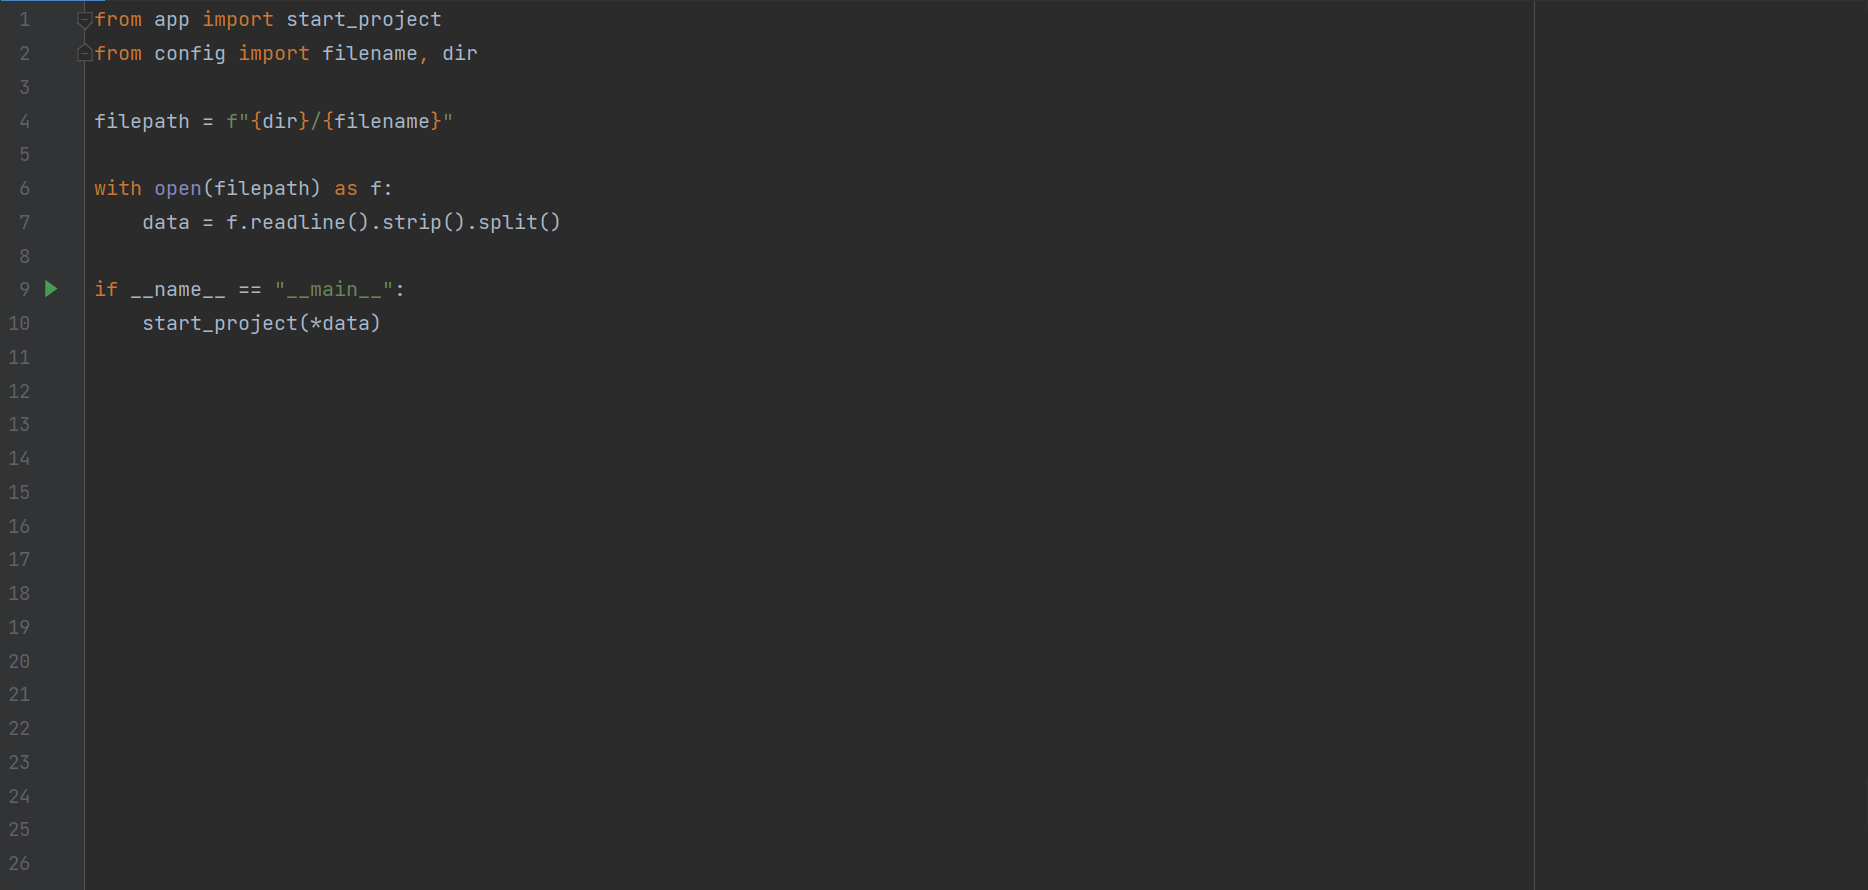 1 from app import start_project
2 from config import filename, dir
3
4 filepath = f"{dir}/{filename}"
5
6 with open(filepath) as f:
7     data = f.readline().strip().split()
8
9 if __name__ == "__main__":
10     start_project(*data)
11
12
13
14
15
16
17
18
19
20
21
22
23
24
25
26